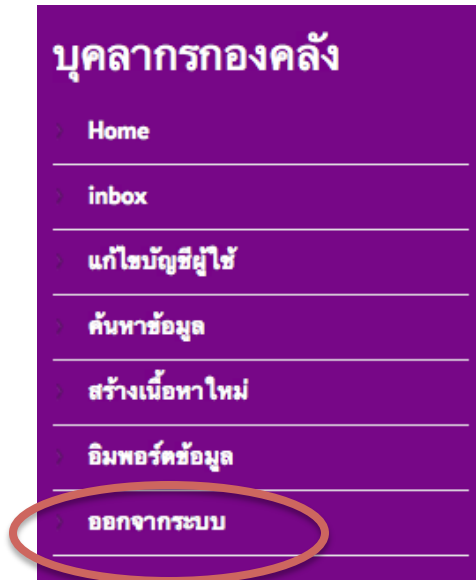 บุคลากรกองคลัง
Home
inbox
แก้ไขบัญชีผู้ใช้
ค้นหาข้อมูล
สร้างเนื้อหาใหม่
อิมพอร์ตข้อมูล
ออกจากระบบ